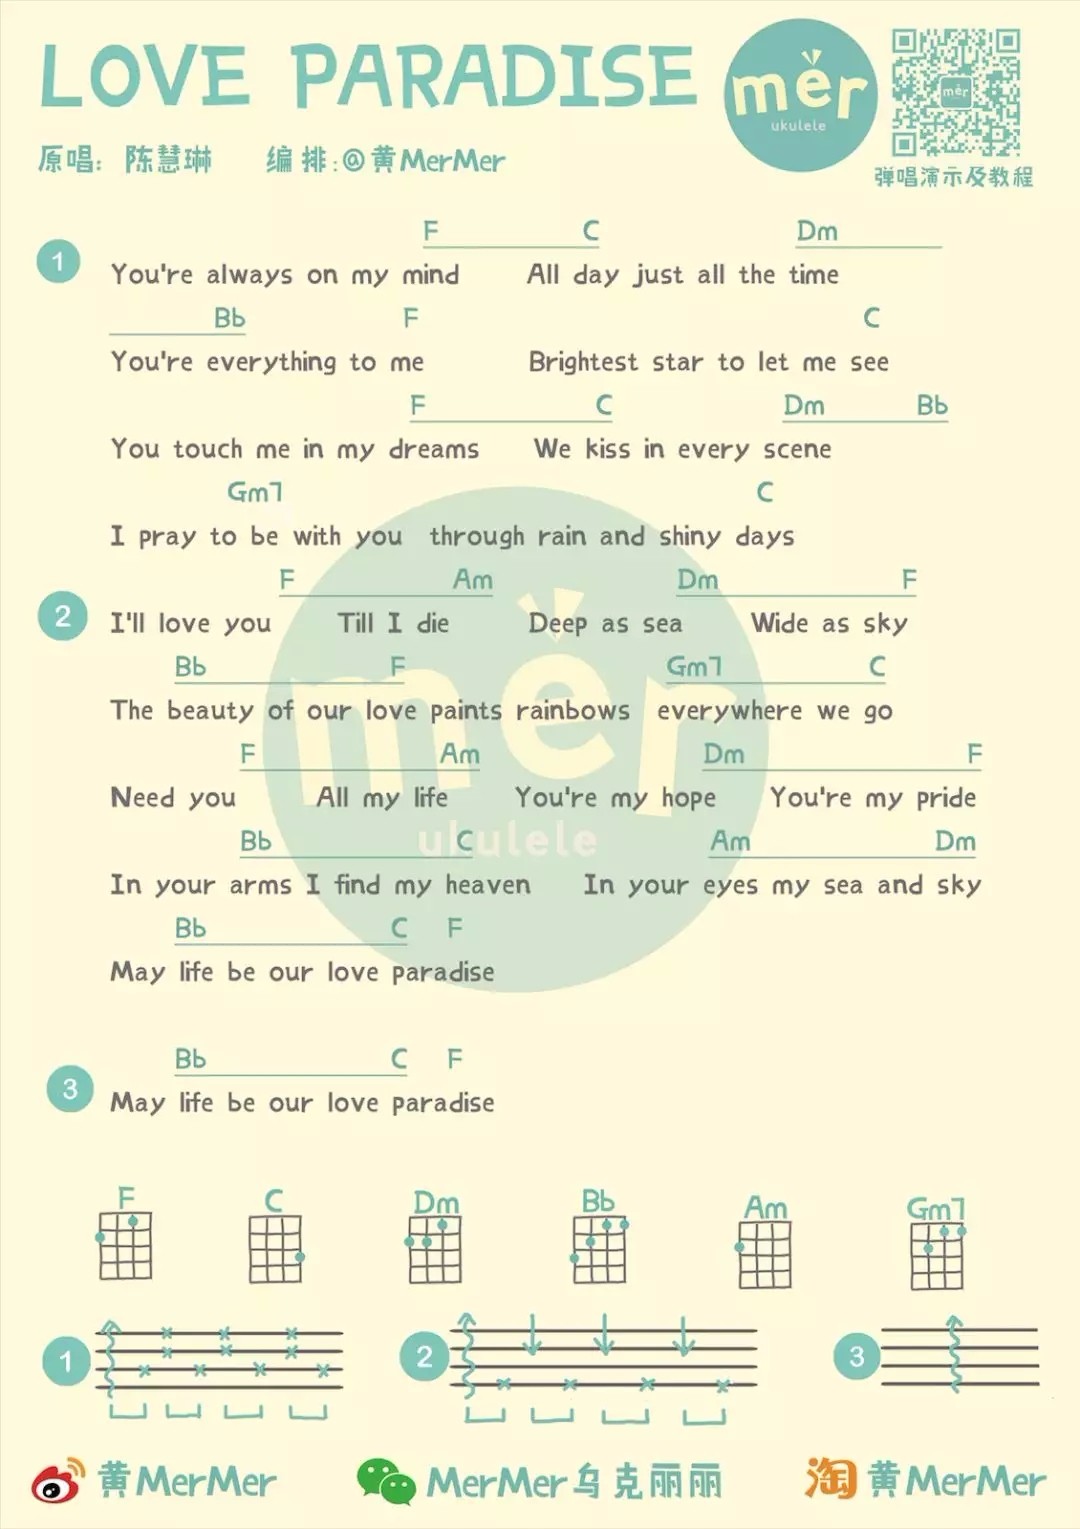 LOVE PARADISE
mer
ukulele
mer
原唱: 陈慧琳 编排:@黄MerMer
弹唱演示及教程
F C Dm
1
You're always on my mind All day just all the time
Bb F C
You're everything to me Brightest star to let me see
F C Dm Bb
You touch me in my dreams We kiss in every scene
Gm7 C
I pray to be with you through rain and shiny days
F Am Dm F
2
I'll love you Till I die Deep as sea Wide as sky
Bb F Gm7 C
The beauty of our love paints rainbows everywhere we go
F Am Dm F
Need you All my life You're my hope You're my pride
Bb C Am Dm
In your arms I find my heaven In your eyes my sea and sky
Bb C F
May life be our love paradise
mer
ukulele
Bb C F
3
May life be our love paradise
F C Dm Bb Am Gm7
1 2 3
黄MerMer MerMer乌克丽丽 淘 黄MerMer